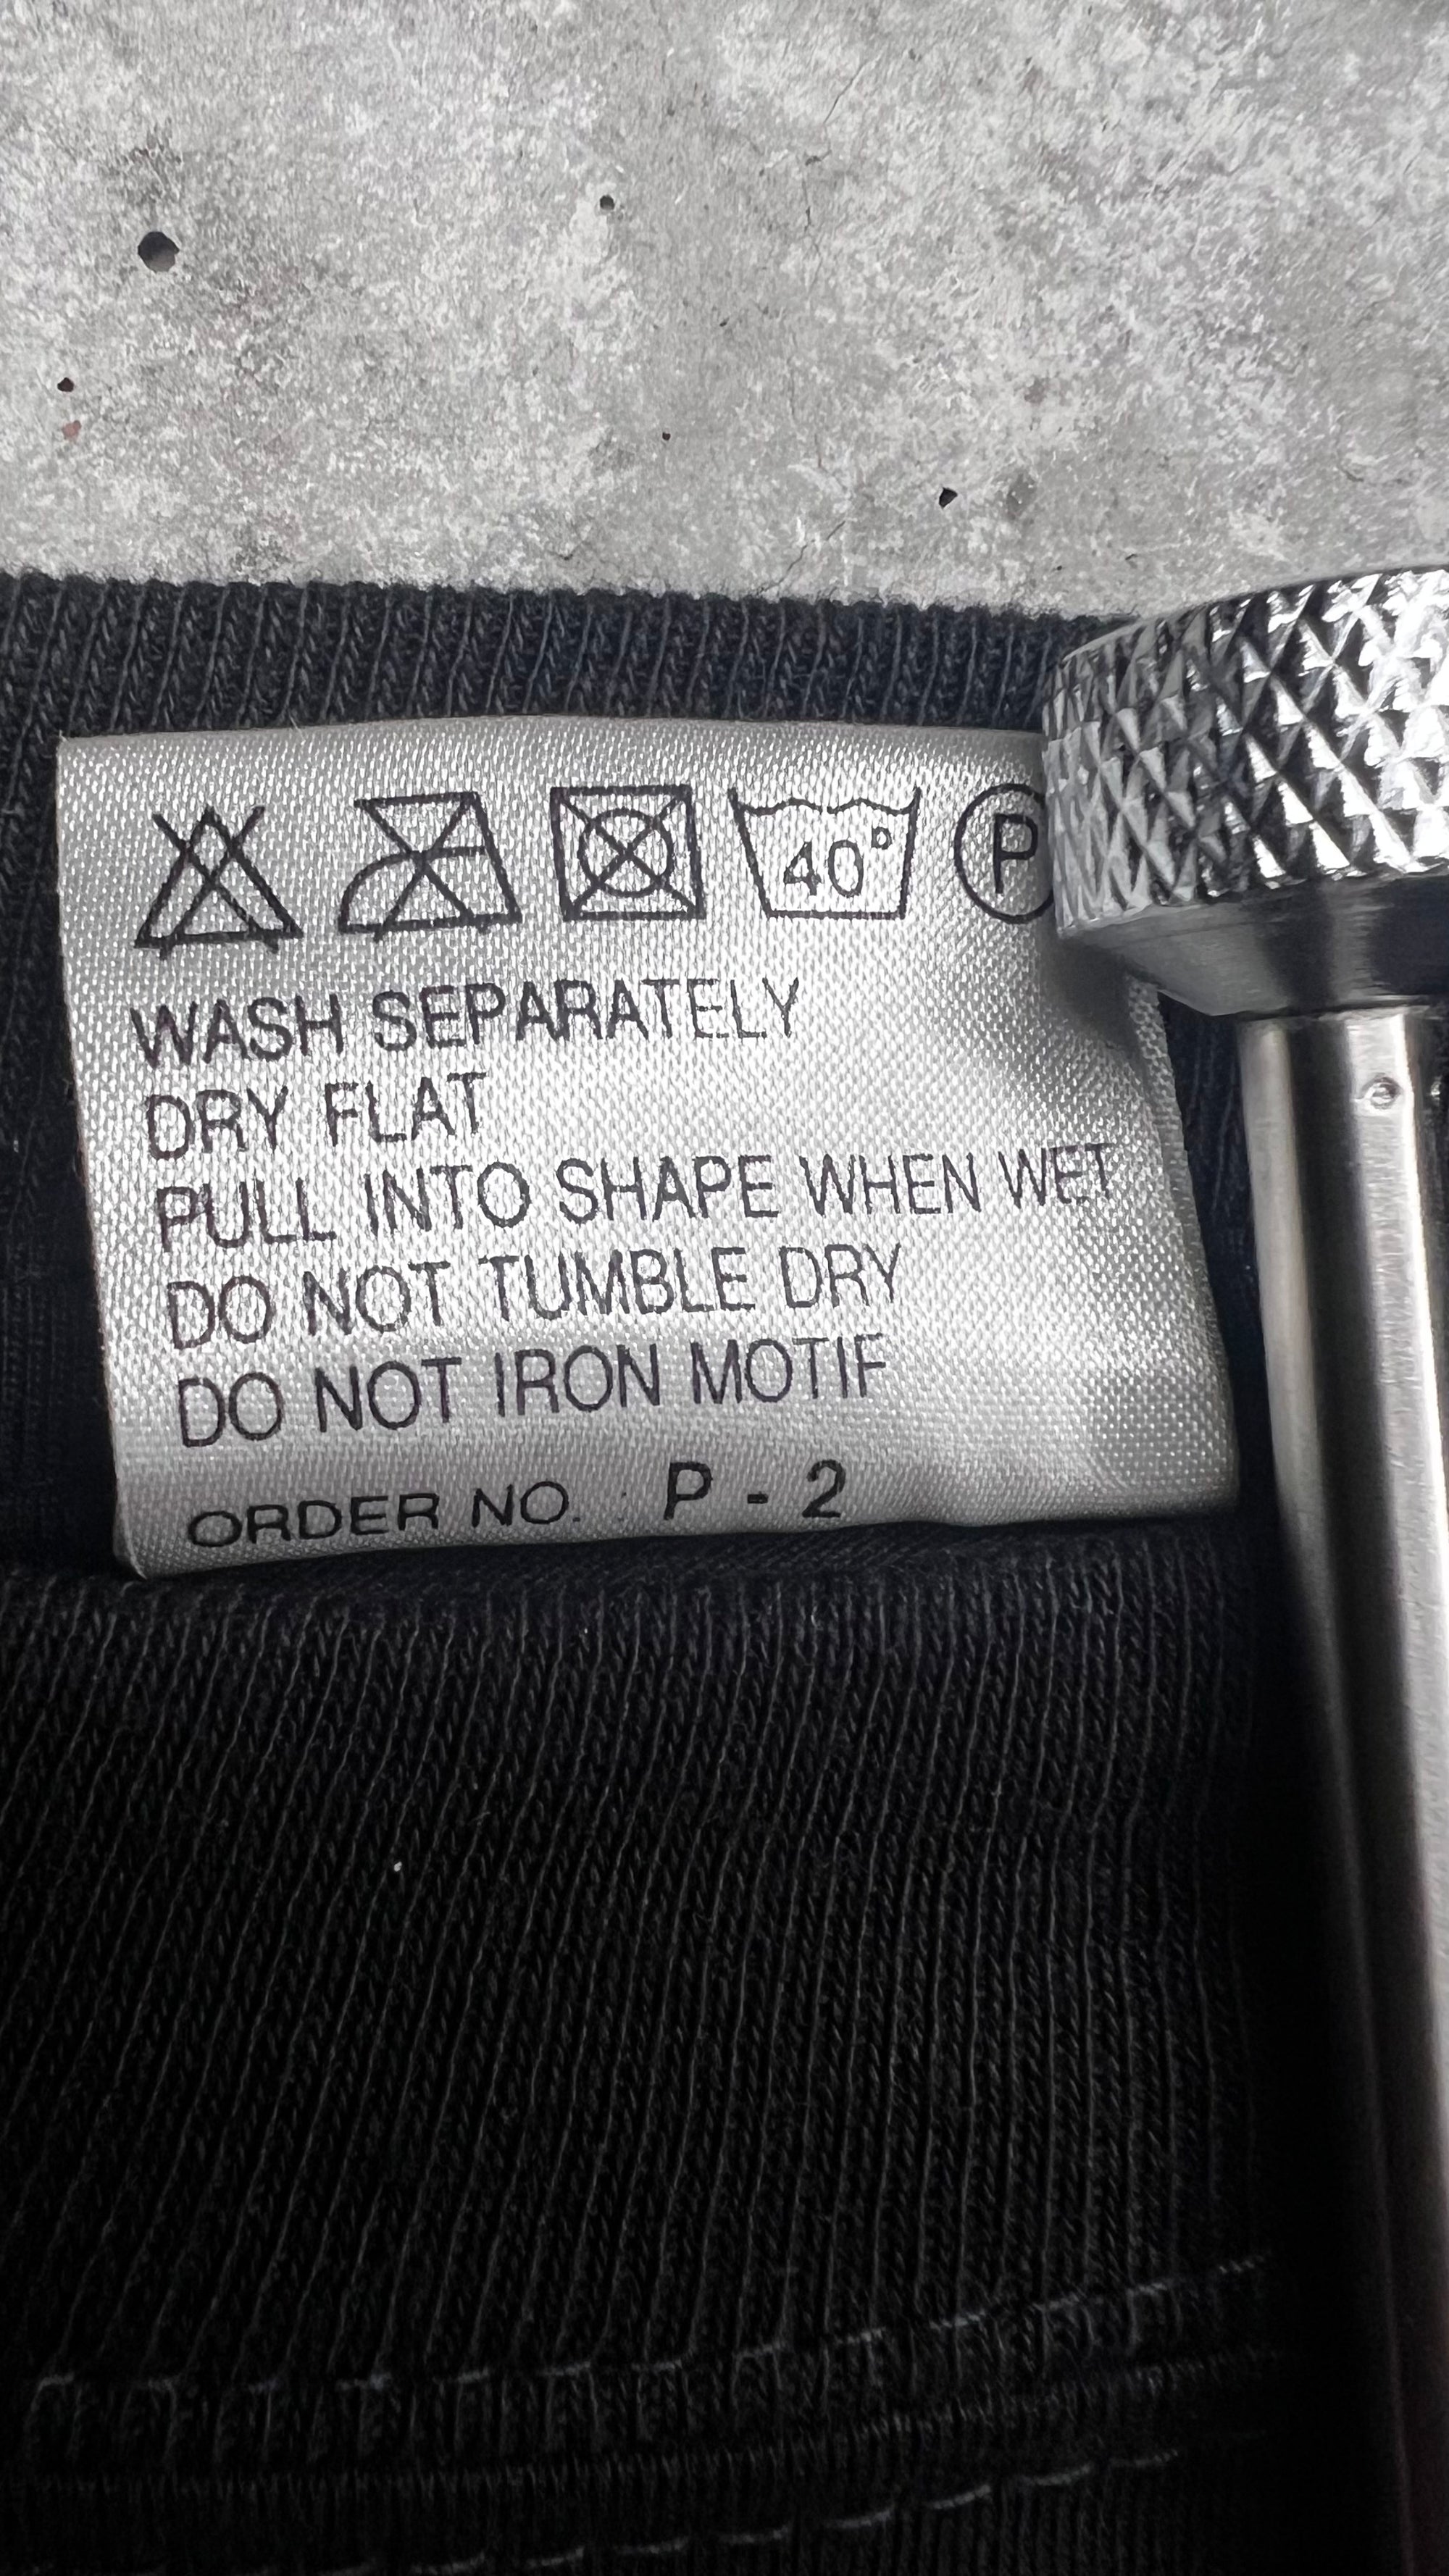 40° P
WASH SEPARATELY
DRY FLAT
PULL INTO SHAPE WHEN WET
DO NOT TUMBLE DRY
DO NOT IRON MOTIF
ORDER NO. : P - 2